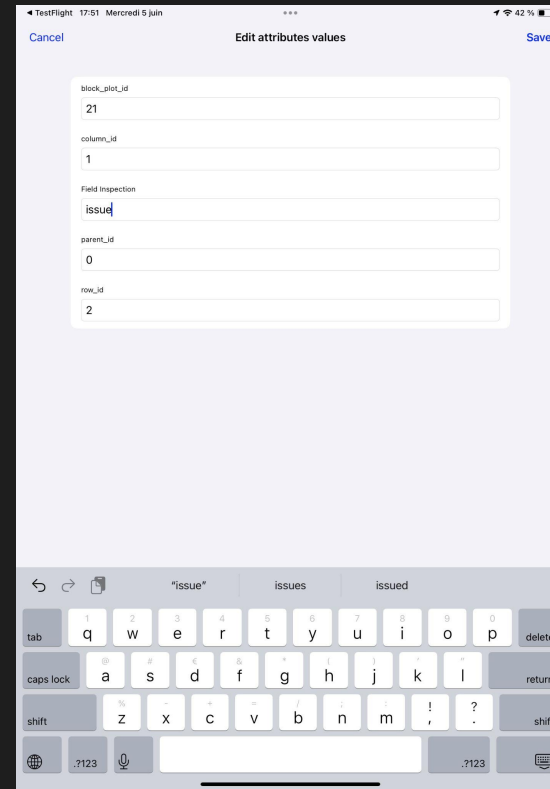 ◀ TestFlight 17:51 Mercredi 5 juin 42 %
Cancel Edit attributes values Save
block_plot_id
21
column_id
1
Field Inspection
issue
parent_id
0
row_id
2
"issue" issues issued
1 2 3 4 5 6 7 8 9 0
tab q w e r t y u i o p delete
@ # € & * ( ) ' "
caps lock a s d f g h j k l return
% - + = / ; : ! ?
shift z x c v b n m , . shift
.?123 .?123